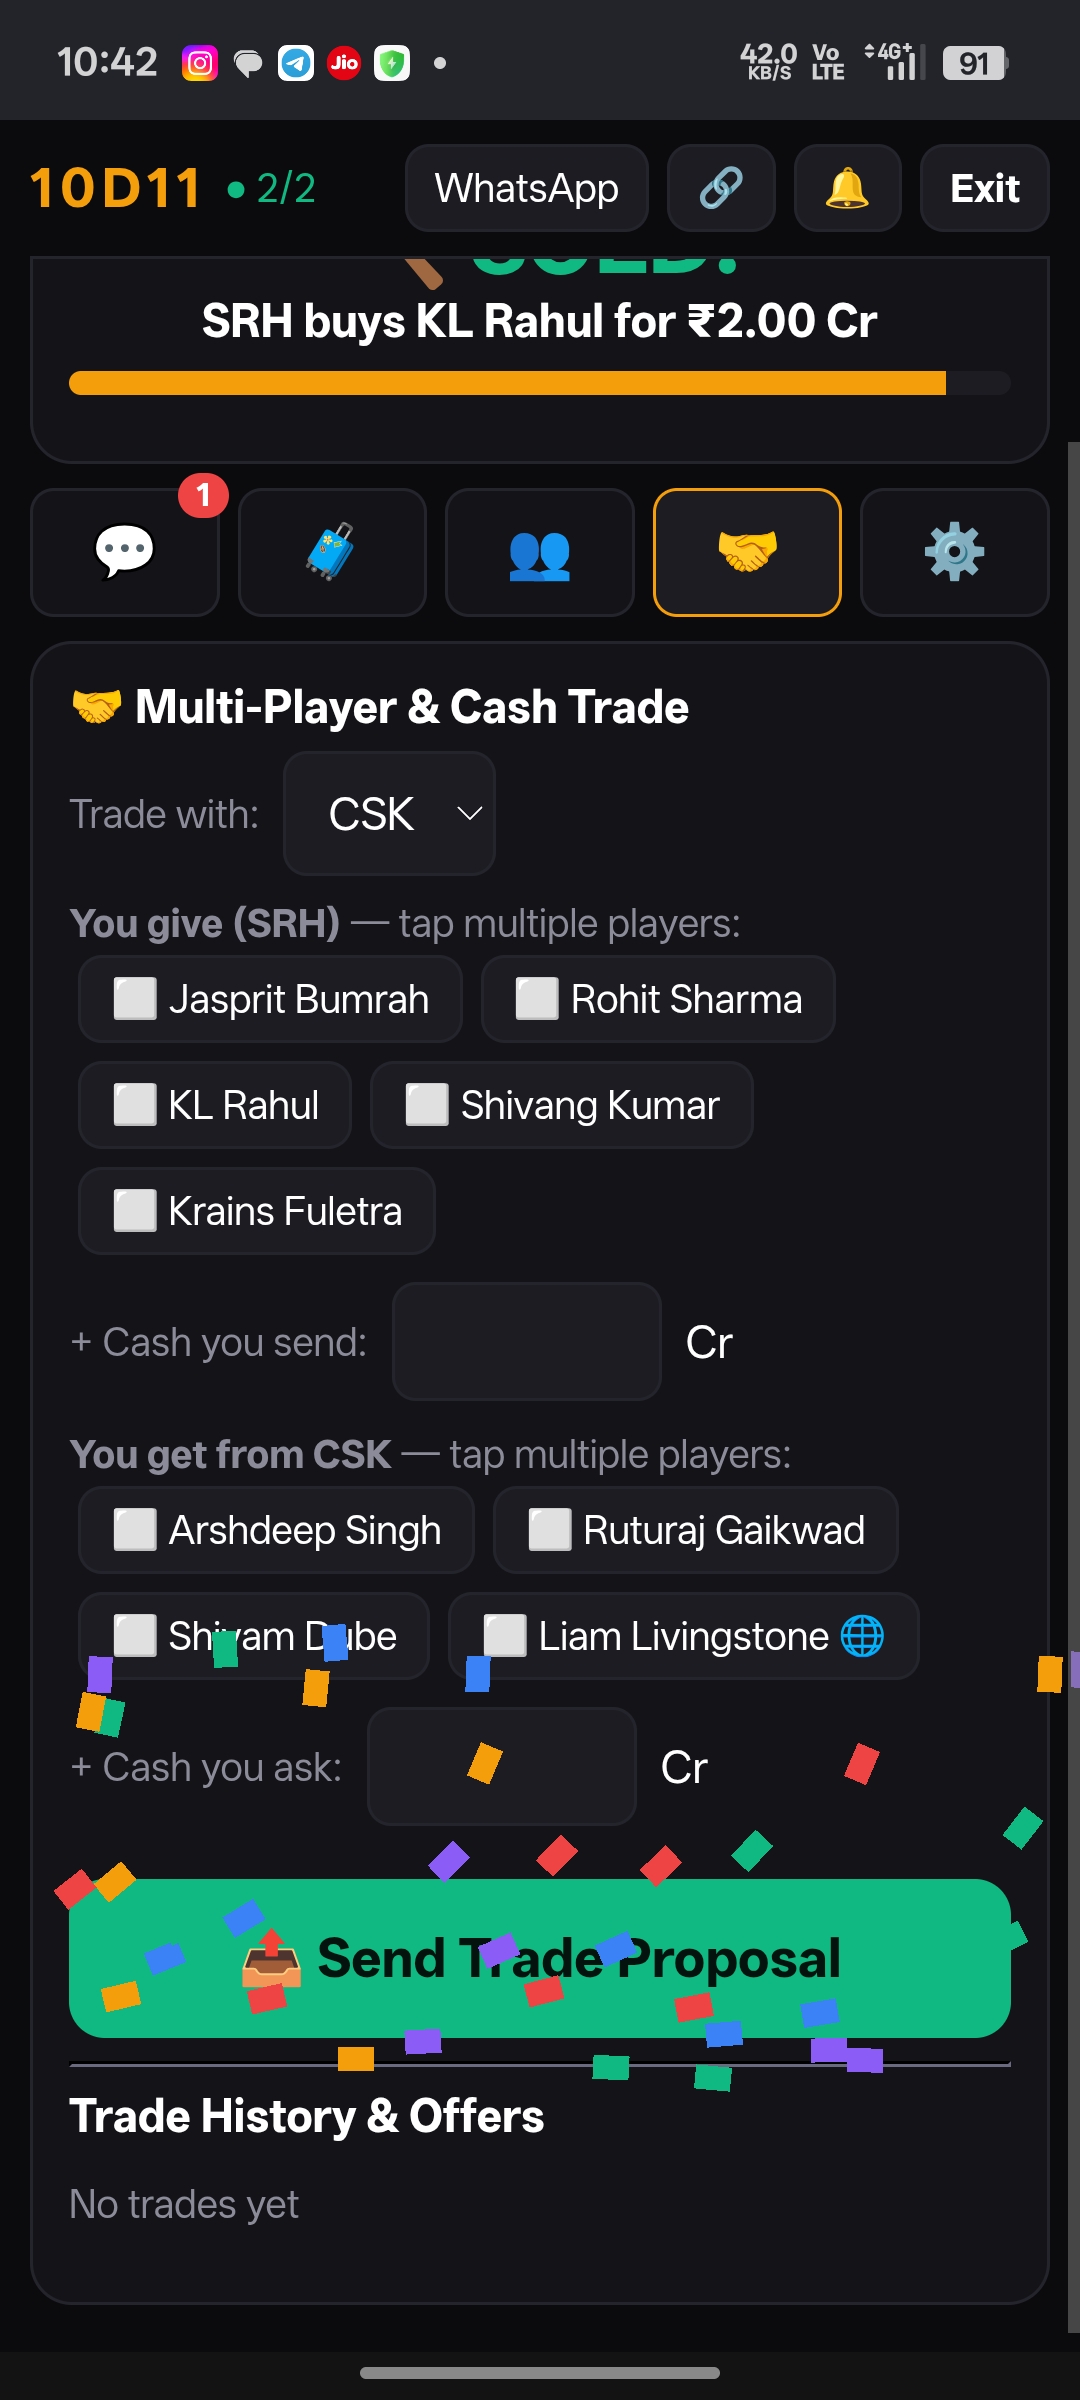 10:42 Jio 42.0 KB/S Vo LTE 4G+ 91
10D11 • 2/2 WhatsApp Exit
SOLD!
SRH buys KL Rahul for ₹2.00 Cr
1
Multi-Player & Cash Trade
Trade with: CSK
You give (SRH) — tap multiple players:
Jasprit Bumrah Rohit Sharma
KL Rahul Shivang Kumar
Krains Fuletra
+ Cash you send: Cr
You get from CSK — tap multiple players:
Arshdeep Singh Ruturaj Gaikwad
Shivam Dube Liam Livingstone
+ Cash you ask: Cr
Send Trade Proposal
Trade History & Offers
No trades yet